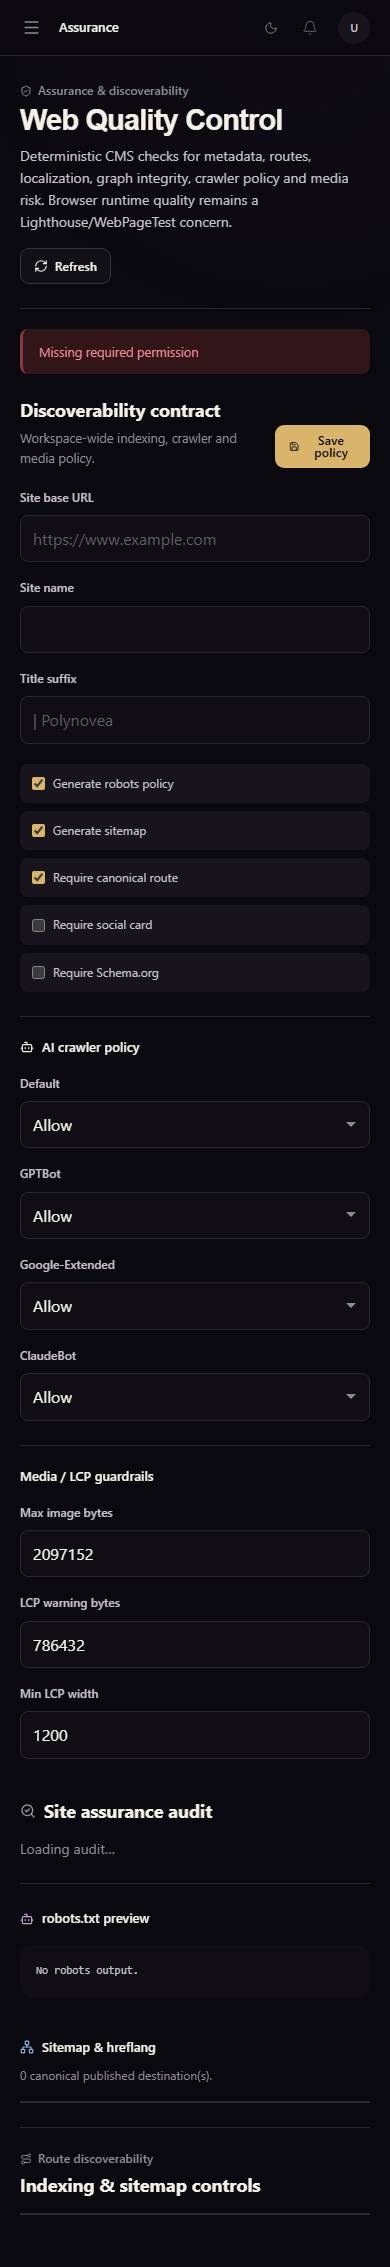 Assurance
U
Assurance & discoverability
Web Quality Control
Deterministic CMS checks for metadata, routes,
localization, graph integrity, crawler policy and media
risk. Browser runtime quality remains a
Lighthouse/WebPageTest concern.
Refresh
Missing required permission
Discoverability contract
Workspace-wide indexing, crawler and
media policy.
Save
policy
Site base URL
https://www.example.com
Site name
Title suffix
| Polynovea
Generate robots policy
Generate sitemap
Require canonical route
Require social card
Require Schema.org
AI crawler policy
Default
Allow
GPTBot
Allow
Google-Extended
Allow
ClaudeBot
Allow
Media / LCP guardrails
Max image bytes
2097152
LCP warning bytes
786432
Min LCP width
1200
Site assurance audit
Loading audit...
robots.txt preview
No robots output.
Sitemap & hreflang
0 canonical published destination(s).
Route discoverability
Indexing & sitemap controls